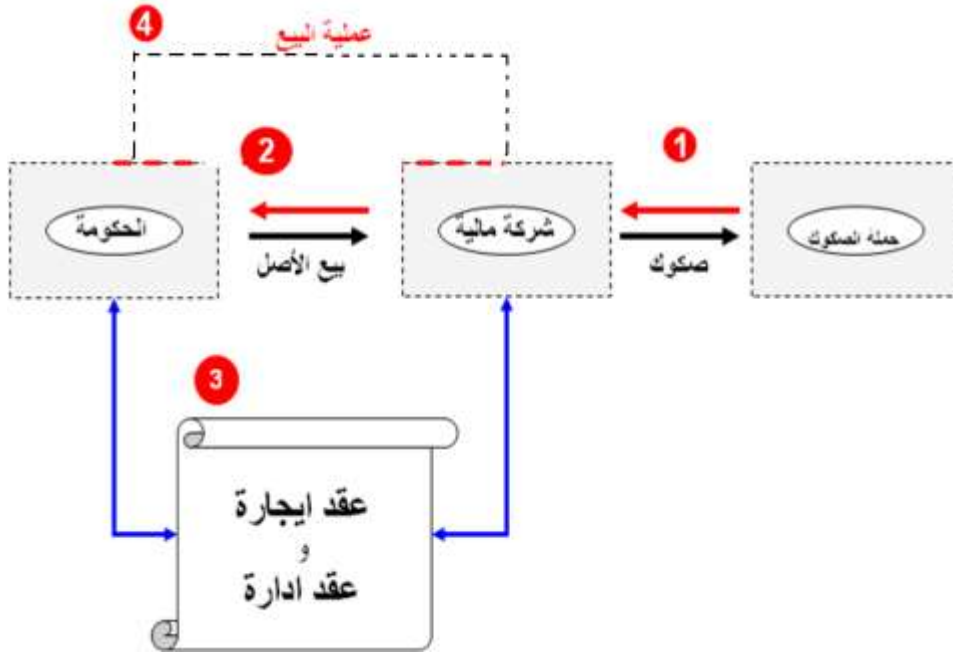 4
عملية البيع
1
2
حملة الصكوك
شركة مالية
الحكومة
صكوك
بيع الأصل
3
عقد ايجارة
و
عقد ادارة